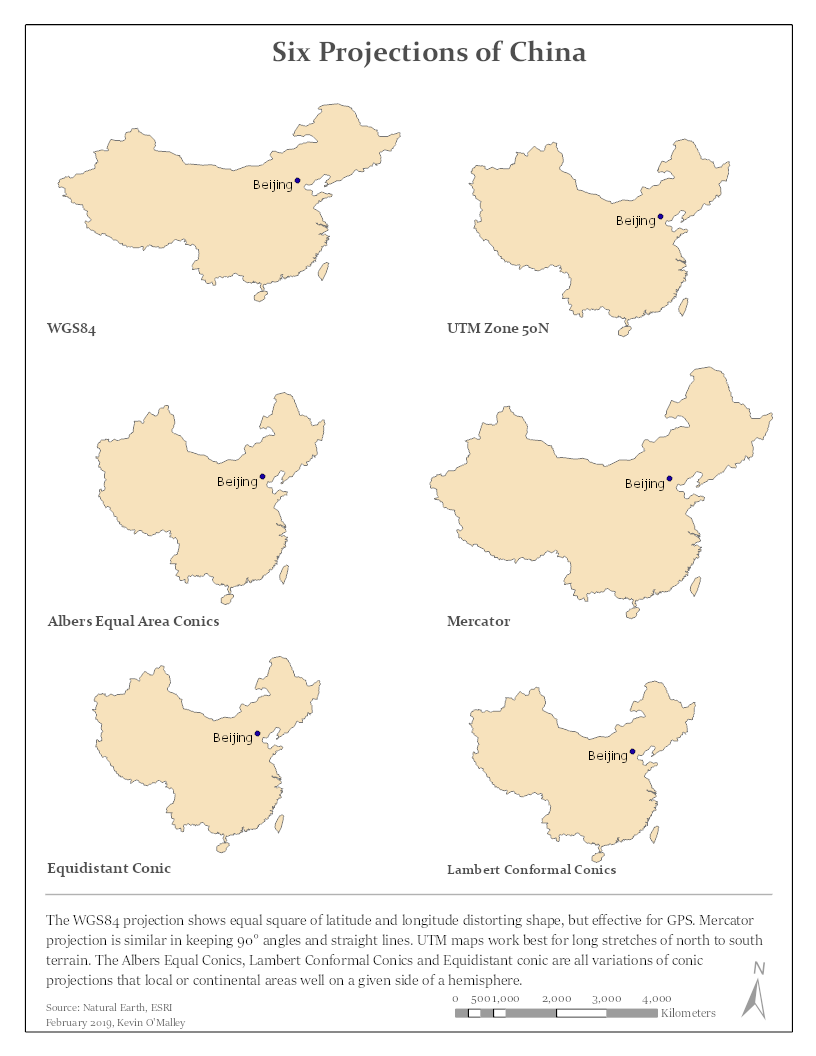 Six Projections of China
Beijing
Beijing
WGS84
UTM Zone 50N
Beijing
Beijing
Albers Equal Area Conics
Mercator
Beijing
Beijing
Equidistant Conic
Lambert Conformal Conics
The WGS84 projection shows equal square of latitude and longitude distorting shape, but effective for GPS. Mercator
projection is similar in keeping 90° angles and straight lines. UTM maps work best for long stretches of north to south
terrain. The Albers Equal Conics, Lambert Conformal Conics and Equidistant conic are all variations of conic
projections that local or continental areas well on a given side of a hemisphere.
N
0 500 1,000 2,000 3,000 4,000
Kilometers
Source: Natural Earth, ESRI
February 2019, Kevin O'Malley